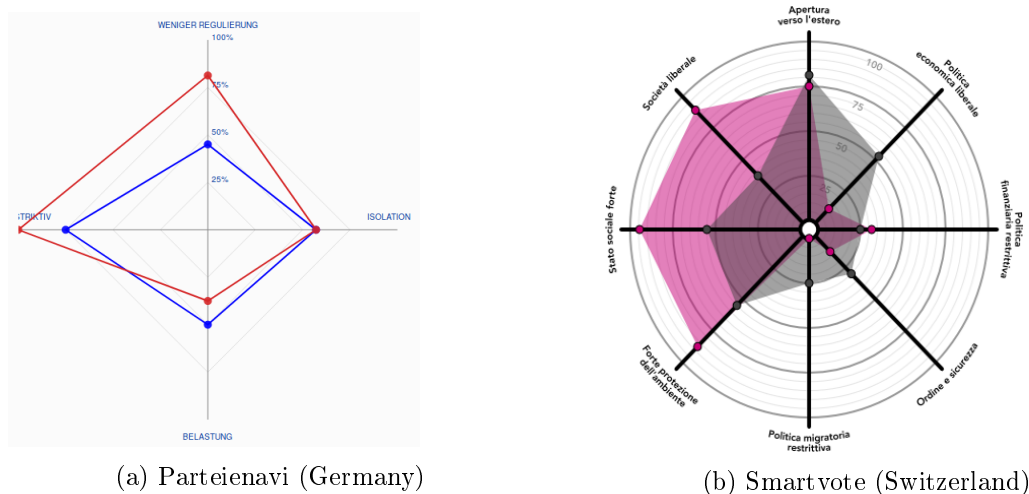 WENIGER REGULIERUNG
100%
75%
50%
25%
STRIKTIV
ISOLATION
BELASTUNG
(a) Parteienavi (Germany)
Apertura
verso l'estero
Politica
economica liberale
Politica
finanziaria restrittiva
Ordine e sicurezza
Politica migratoria
restrittiva
Forte protezione
dell'ambiente
Stato sociale forte
Società liberale
100
75
50
25
(b) Smartvote (Switzerland)